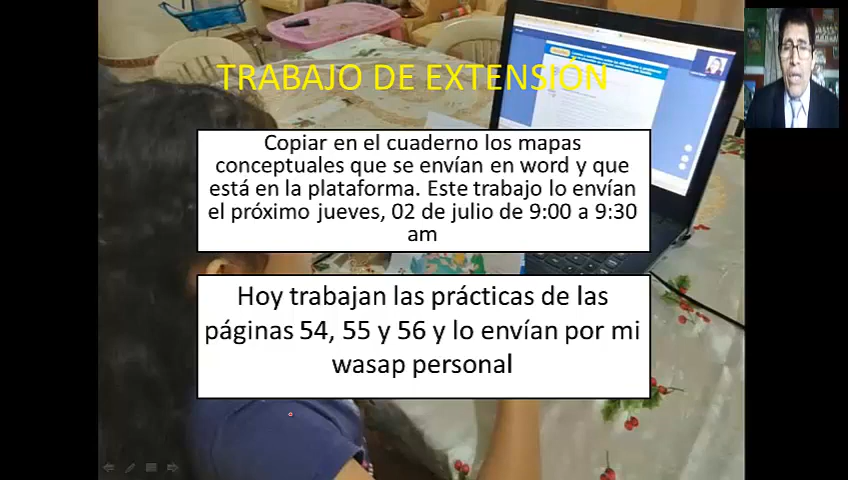 TRABAJO DE EXTENSIÓN
Copiar en el cuaderno los mapas
conceptuales que se envían en word y que
está en la plataforma. Este trabajo lo envían
el próximo jueves, 02 de julio de 9:00 a 9:30
am
Hoy trabajan las prácticas de las
páginas 54, 55 y 56 y lo envían por mi
wasap personal